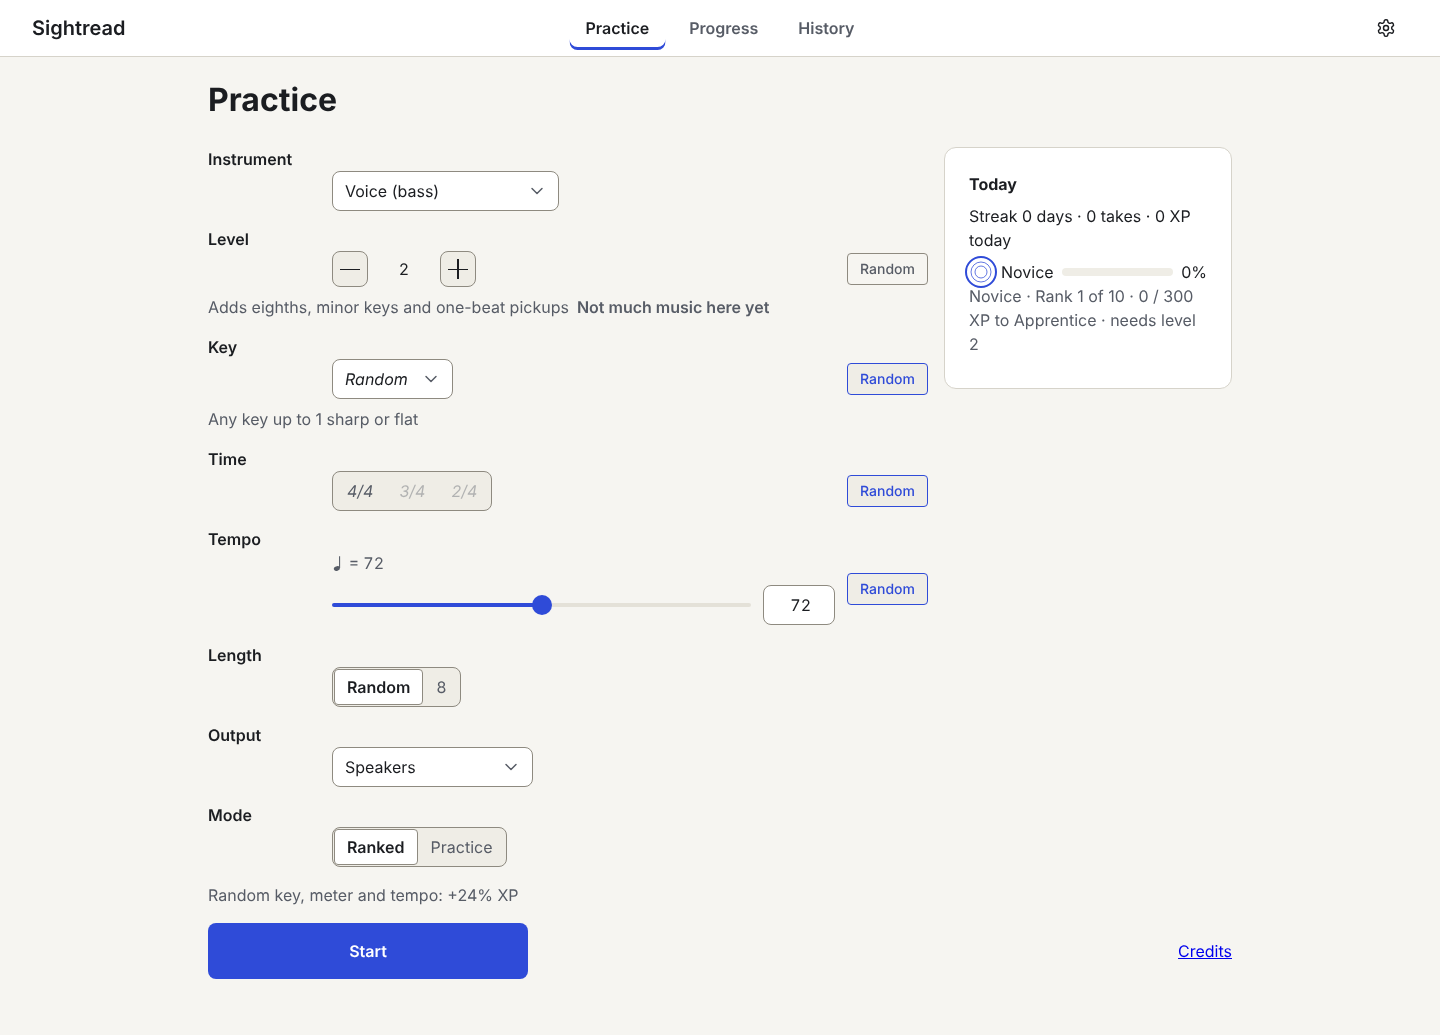 Sightread
Practice Progress History
Practice
Instrument
Voice (bass)
Level
2
Random
Adds eighths, minor keys and one-beat pickups Not much music here yet
Key
Random
Random
Any key up to 1 sharp or flat
Time
4/4 3/4 2/4
Random
Tempo
♩ = 72
72
Random
Length
Random 8
Output
Speakers
Mode
Ranked Practice
Random key, meter and tempo: +24% XP
Start
Today
Streak 0 days · 0 takes · 0 XP
today
Novice 0%
Novice · Rank 1 of 10 · 0 / 300
XP to Apprentice · needs level
2
Credits